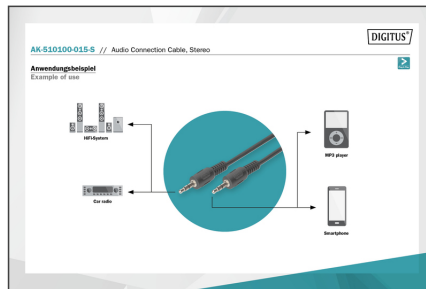 DIGITUS®
AK-510100-015-S // Audio Connection Cable, Stereo
Anwendungsbeispiel
Example of use
HiFi-System
MP3 player
Car radio
Smartphone